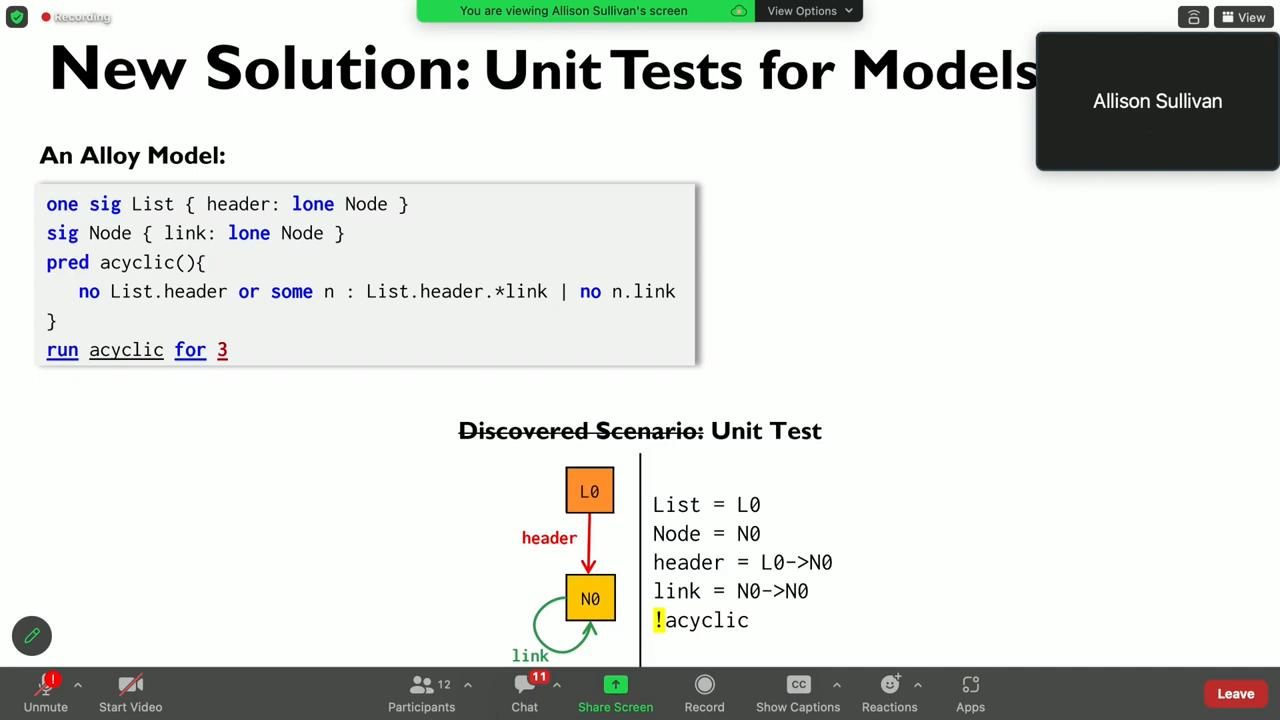 Recording
You are viewing Allison Sullivan's screen
View Options
View
New Solution: Unit Tests for Models
Allison Sullivan
An Alloy Model:
one sig List { header: lone Node }
sig Node { link: lone Node }
pred acyclic(){
no List.header or some n : List.header.*link | no n.link
}
run acyclic for 3
Discovered Scenario: Unit Test
L0
header
N0
link
List = L0
Node = N0
header = L0->N0
link = N0->N0
!acyclic
Unmute
Start Video
12
Participants
11
Chat
Share Screen
Record
CC
Show Captions
Reactions
Apps
Leave